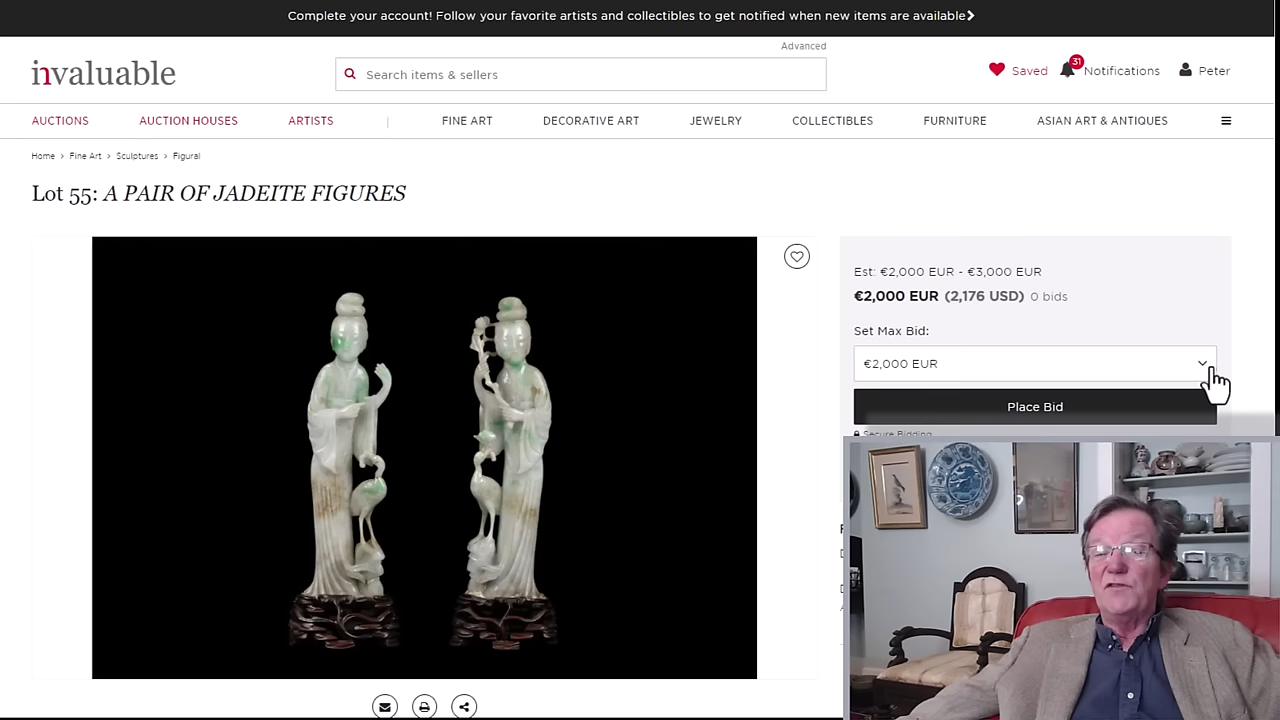 Complete your account! Follow your favorite artists and collectibles to get notified when new items are available
Advanced
invaluable
Search items & sellers
Saved
31
Notifications
Peter
AUCTIONS
AUCTION HOUSES
ARTISTS
FINE ART
DECORATIVE ART
JEWELRY
COLLECTIBLES
FURNITURE
ASIAN ART & ANTIQUES
Home > Fine Art > Sculptures > Figural
Lot 55: A PAIR OF JADEITE FIGURES
Est: €2,000 EUR - €3,000 EUR
€2,000 EUR (2,176 USD) 0 bids
Set Max Bid:
€2,000 EUR
Place Bid
Secure Bidding